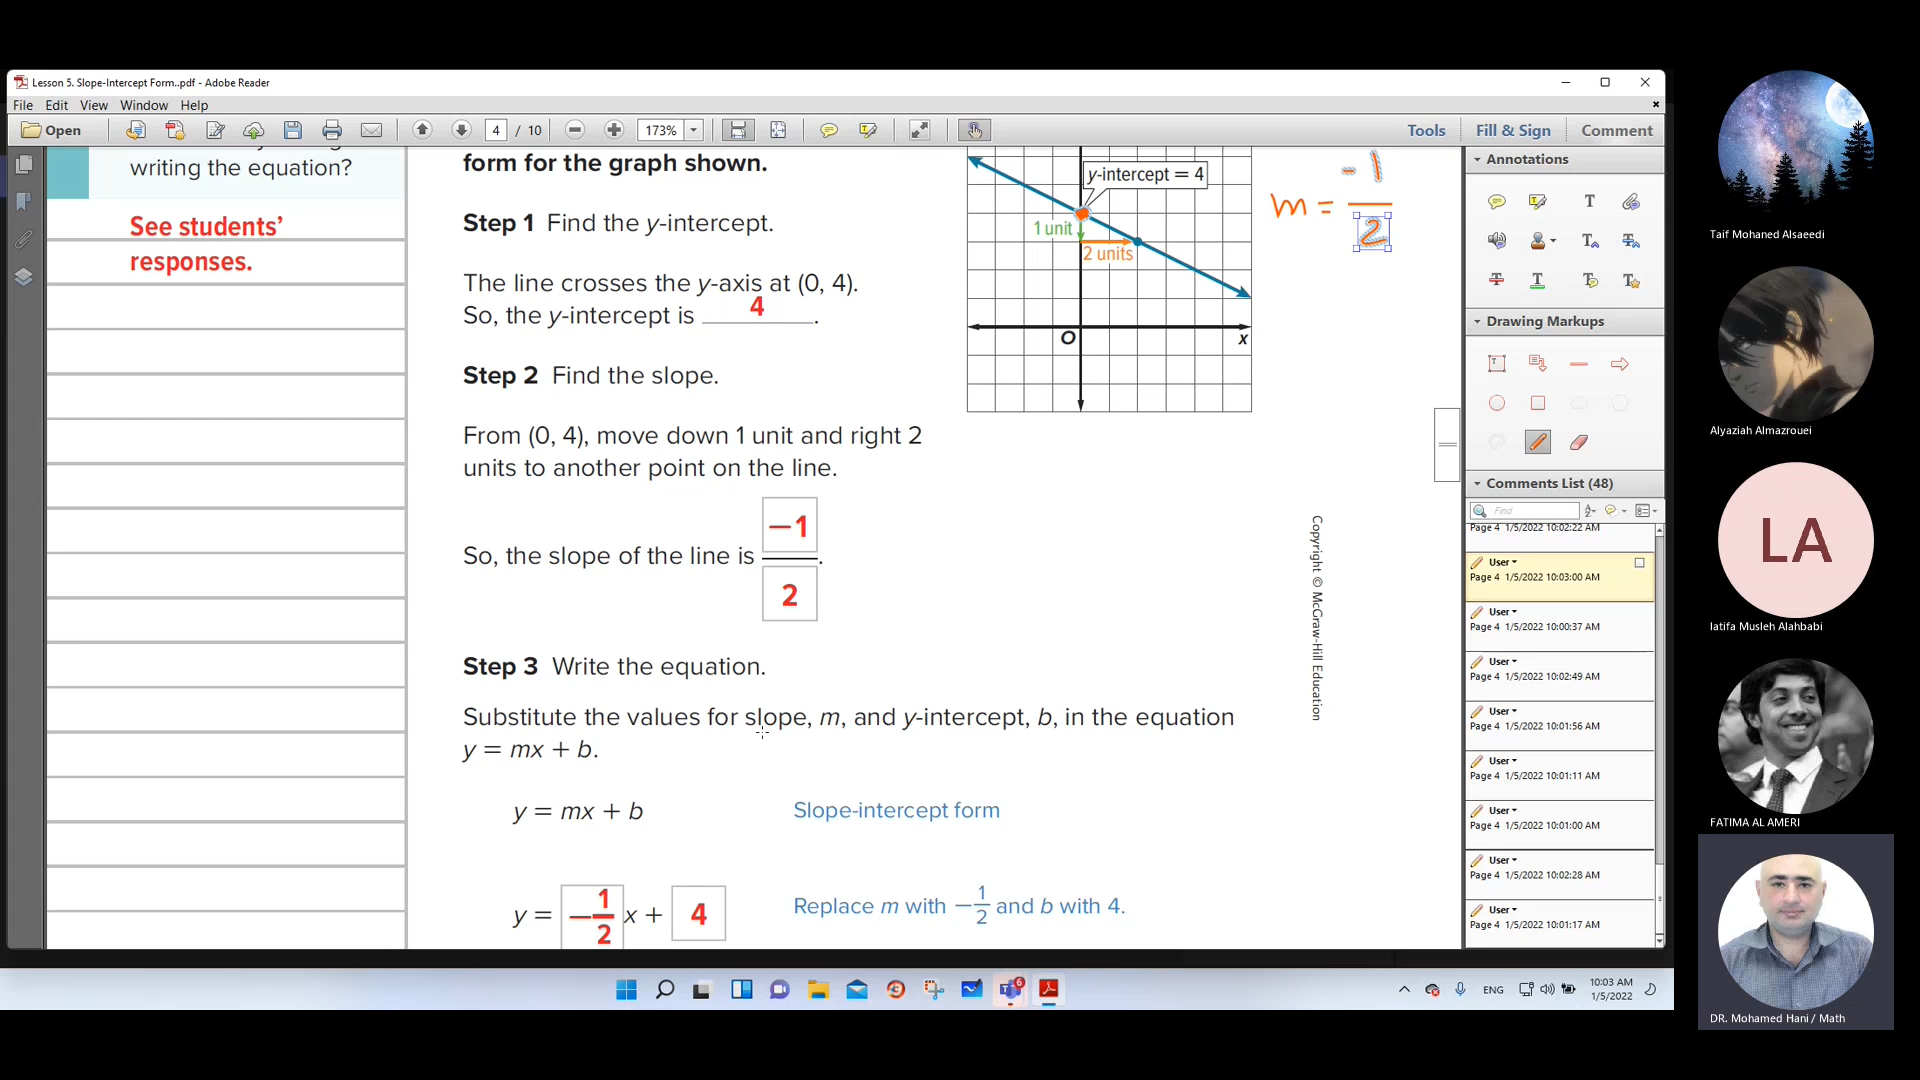 Lesson 5. Slope-Intercept Form..pdf - Adobe Reader
File Edit View Window Help
Open 4 / 10 173% Tools Fill & Sign Comment
writing the equation?
See students’
responses.
form for the graph shown.
Step 1 Find the y-intercept.
The line crosses the y-axis at (0, 4).
So, the y-intercept is 4.
Step 2 Find the slope.
From (0, 4), move down 1 unit and right 2
units to another point on the line.
−1
So, the slope of the line is
2
.
Step 3 Write the equation.
Substitute the values for slope, m, and y-intercept, b, in the equation
y = mx + b.
y = mx + b Slope-intercept form
y = −1/2 x + 4 Replace m with −1/2 and b with 4.
y-intercept = 4
1 unit
2 units
O
x
m = -1/2
Copyright © McGraw-Hill Education
Annotations
Drawing Markups
Comments List (48)
Find
Page 4 1/5/2022 10:02:22 AM
User
Page 4 1/5/2022 10:03:00 AM
User
Page 4 1/5/2022 10:00:37 AM
User
Page 4 1/5/2022 10:02:49 AM
User
Page 4 1/5/2022 10:01:56 AM
User
Page 4 1/5/2022 10:01:11 AM
User
Page 4 1/5/2022 10:01:00 AM
User
Page 4 1/5/2022 10:02:28 AM
User
Page 4 1/5/2022 10:01:17 AM
Taif Mohaned Alsaeedi
Alyaziah Almazrouei
LA
latifa Musleh Alahbabi
FATIMA AL AMERI
DR. Mohamed Hani / Math
6
ENG
10:03 AM
1/5/2022